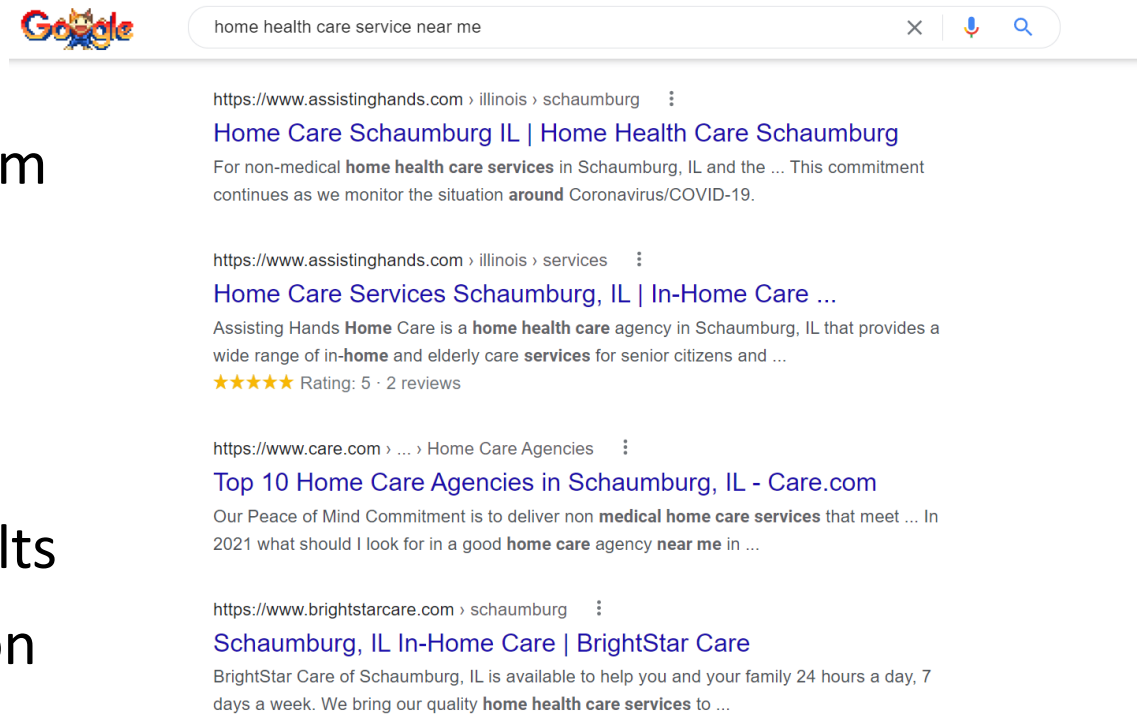 Google
home health care service near me
https://www.assistinghands.com › illinois › schaumburg
Home Care Schaumburg IL | Home Health Care Schaumburg
m
For non-medical home health care services in Schaumburg, IL and the ... This commitment
continues as we monitor the situation around Coronavirus/COVID-19.
https://www.assistinghands.com › illinois › services
Home Care Services Schaumburg, IL | In-Home Care ...
Assisting Hands Home Care is a home health care agency in Schaumburg, IL that provides a
wide range of in-home and elderly care services for senior citizens and ...
Rating: 5 · 2 reviews
https://www.care.com › ... › Home Care Agencies
Top 10 Home Care Agencies in Schaumburg, IL - Care.com
Our Peace of Mind Commitment is to deliver non medical home care services that meet ... In
2021 what should I look for in a good home care agency near me in ...
lts
https://www.brightstarcare.com › schaumburg
Schaumburg, IL In-Home Care | BrightStar Care
on
BrightStar Care of Schaumburg, IL is available to help you and your family 24 hours a day, 7
days a week. We bring our quality home health care services to ...